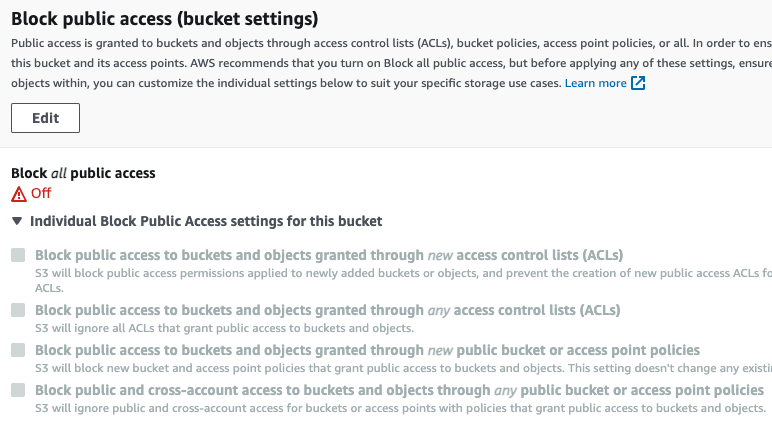 Block public access (bucket settings)
Public access is granted to buckets and objects through access control lists (ACLs), bucket policies, access point policies, or all. In order to ens
this bucket and its access points. AWS recommends that you turn on Block all public access, but before applying any of these settings, ensure
objects within, you can customize the individual settings below to suit your specific storage use cases. Learn more
Edit
Block all public access
Off
Individual Block Public Access settings for this bucket
Block public access to buckets and objects granted through new access control lists (ACLs)
S3 will block public access permissions applied to newly added buckets or objects, and prevent the creation of new public access ACLs fo
ACLs.
Block public access to buckets and objects granted through any access control lists (ACLs)
S3 will ignore all ACLs that grant public access to buckets and objects.
Block public access to buckets and objects granted through new public bucket or access point policies
S3 will block new bucket and access point policies that grant public access to buckets and objects. This setting doesn't change any existin
Block public and cross-account access to buckets and objects through any public bucket or access point policies
S3 will ignore public and cross-account access for buckets or access points with policies that grant public access to buckets and objects.